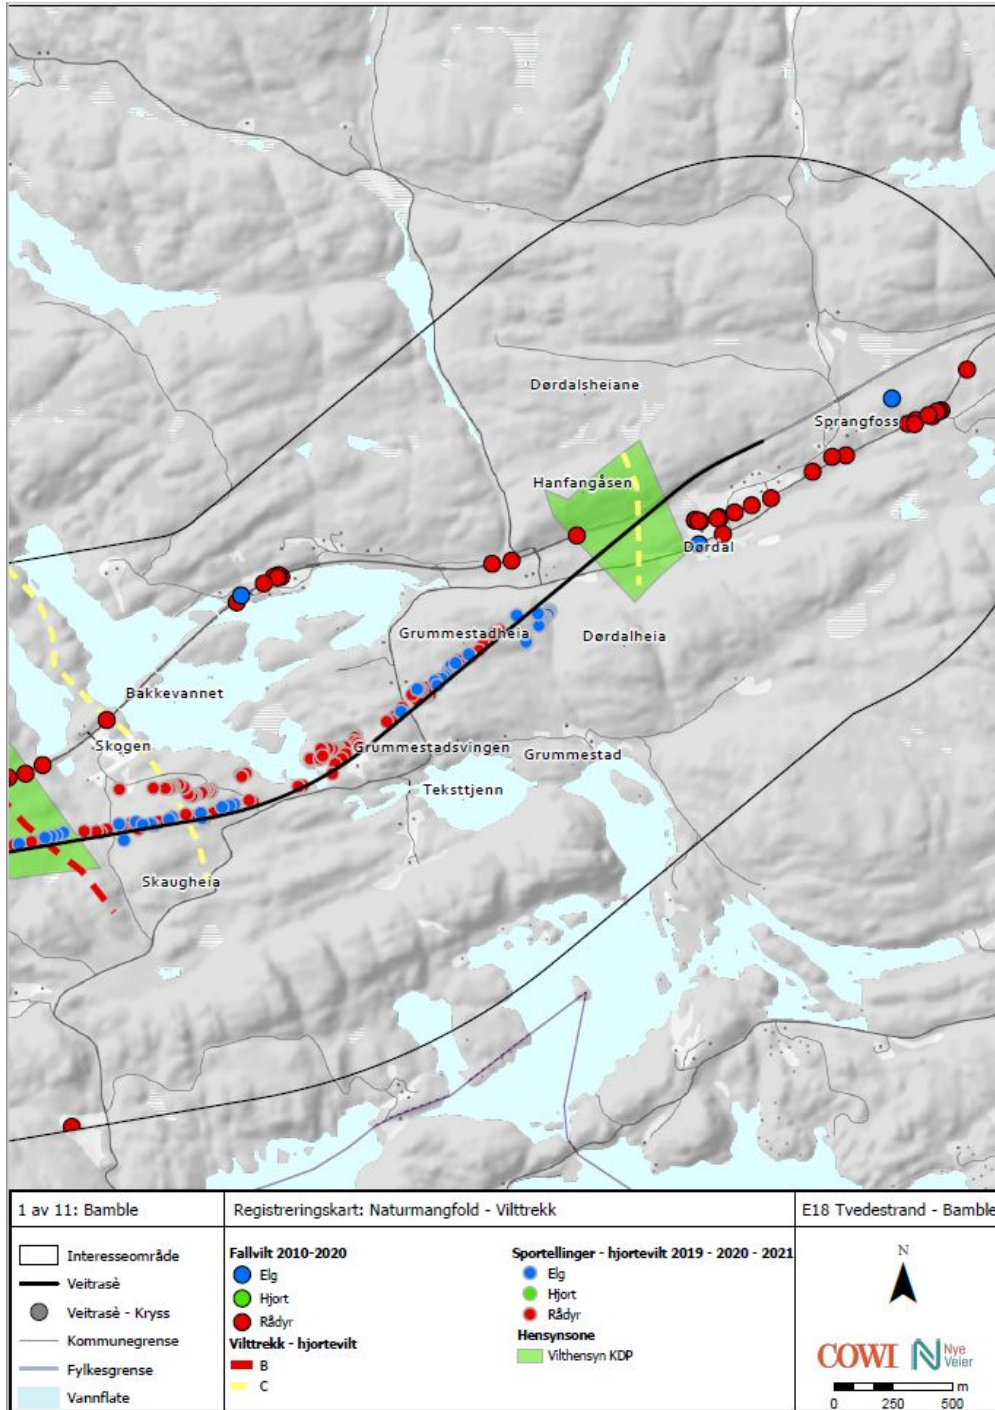 Dørdalsheiane
Sprangfoss
Hanfangåsen
Dørdal
Grummestadheia
Dørdalheia
Bakkevannet
Skogen
Grummestadsvingen
Grummestad
Teksttjenn
Skaugheia
1 av 11: Bamble
Registreringskart: Naturmangfold - Vilttrekk
E18 Tvedestrand - Bamble
Interesseområde
Veitrasè
Veitrasè - Kryss
Kommunegrense
Fylkesgrense
Vannflate
Fallvilt 2010-2020
Elg
Hjort
Rådyr
Vilttrekk - hjortevilt
B
C
Sportellinger - hjortevilt 2019 - 2020 - 2021
Elg
Hjort
Rådyr
Hensynsone
Vilthensyn KDP
N
COWI
Nye
Veier
m
0 250 500